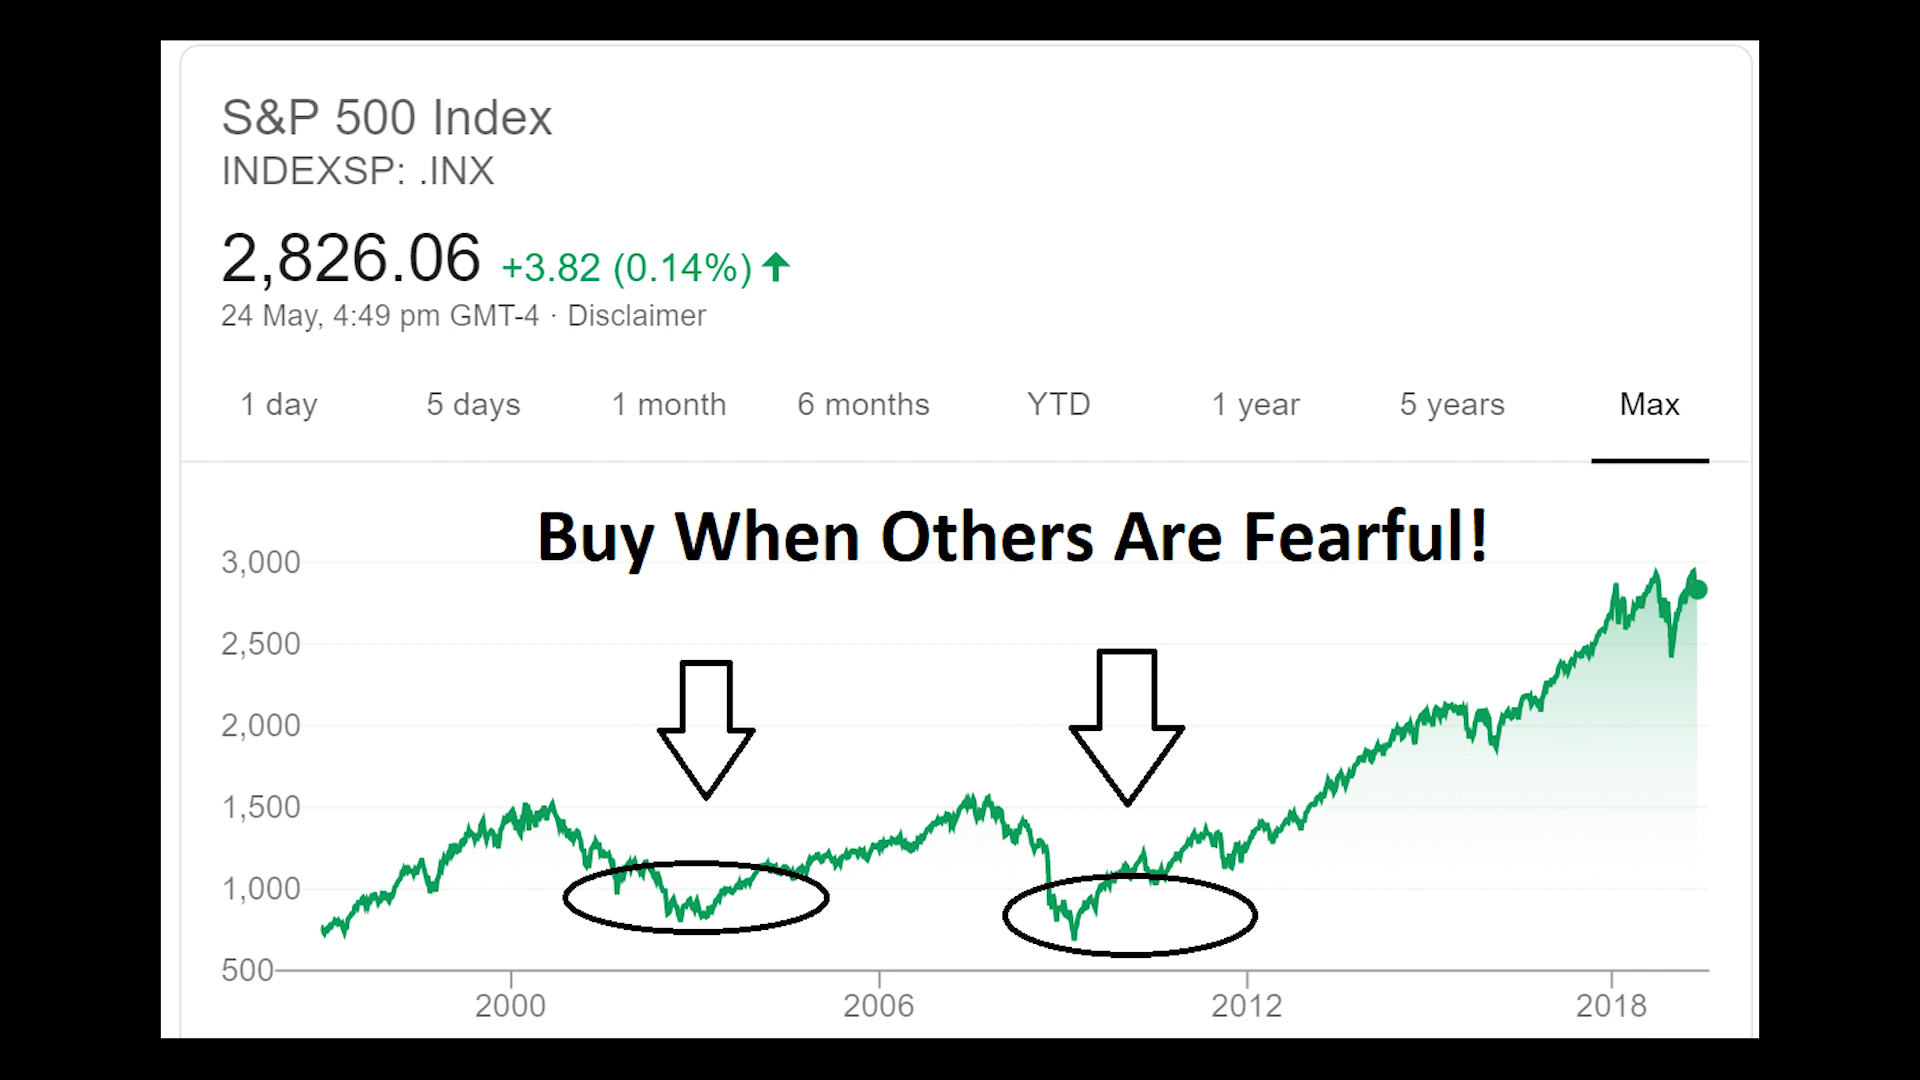 S&P 500 Index
INDEXSP: .INX
2,826.06 +3.82 (0.14%)
24 May, 4:49 pm GMT-4 · Disclaimer
1 day 5 days 1 month 6 months YTD 1 year 5 years Max
Buy When Others Are Fearful!
3,000
2,500
2,000
1,500
1,000
500
2000 2006 2012 2018